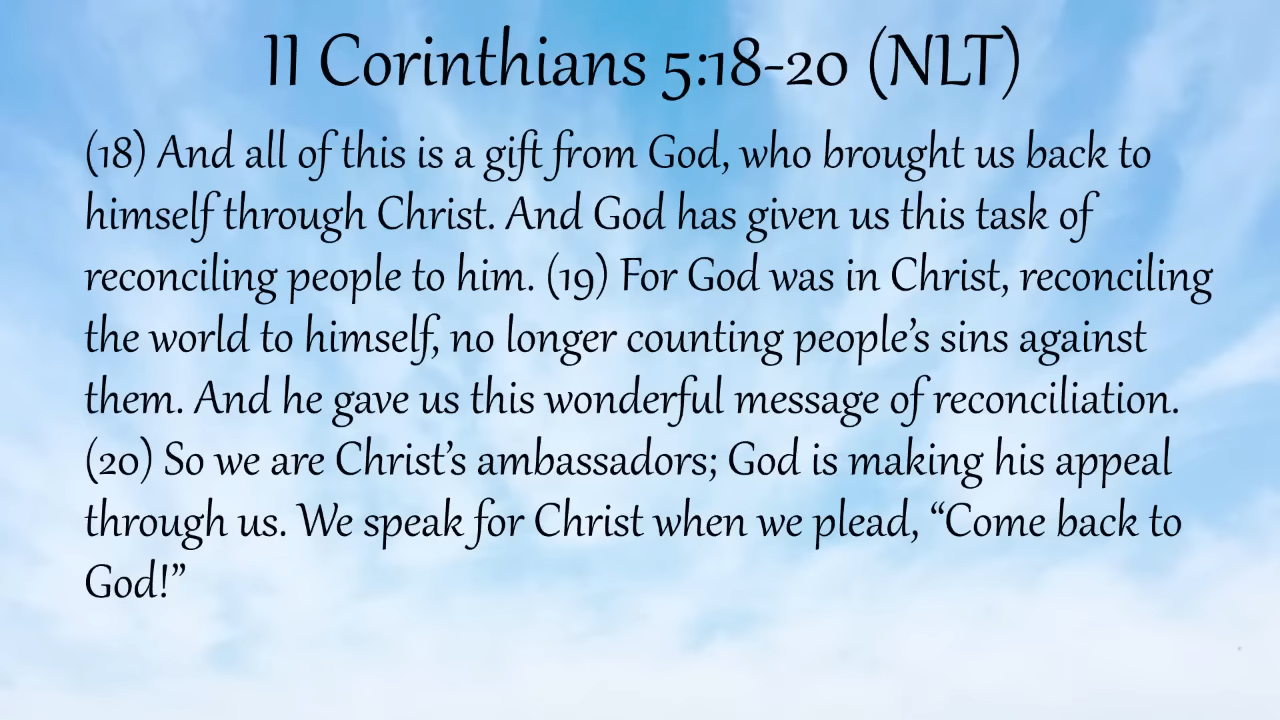 II Corinthians 5:18-20 (NLT)
(18) And all of this is a gift from God, who brought us back to
himself through Christ. And God has given us this task of
reconciling people to him. (19) For God was in Christ, reconciling
the world to himself, no longer counting people’s sins against
them. And he gave us this wonderful message of reconciliation.
(20) So we are Christ’s ambassadors; God is making his appeal
through us. We speak for Christ when we plead, “Come back to
God!”